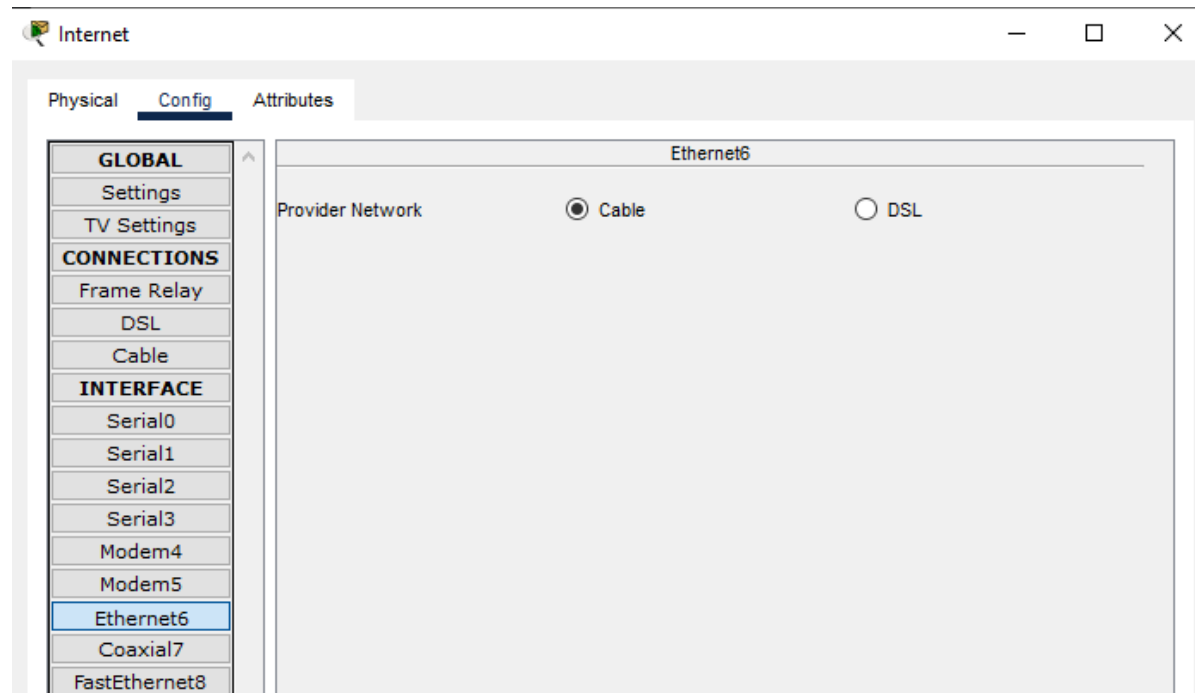 Internet
Physical Config Attributes
GLOBAL
Settings
TV Settings
CONNECTIONS
Frame Relay
DSL
Cable
INTERFACE
Serial0
Serial1
Serial2
Serial3
Modem4
Modem5
Ethernet6
Coaxial7
FastEthernet8
Ethernet6
Provider Network Cable DSL